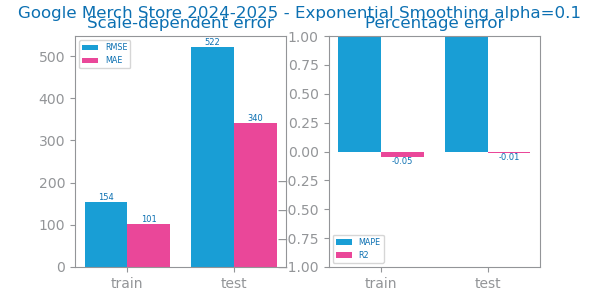 Google Merch Store 2024-2025 - Exponential Smoothing alpha=0.1
Scale-dependent error
Percentage error
500
400
300
200
100
0
RMSE
MAE
154
101
522
340
train
test
1.00
0.75
0.50
0.25
0.00
0.25
0.50
0.75
1.00
-0.05
-0.01
MAPE
R2
train
test